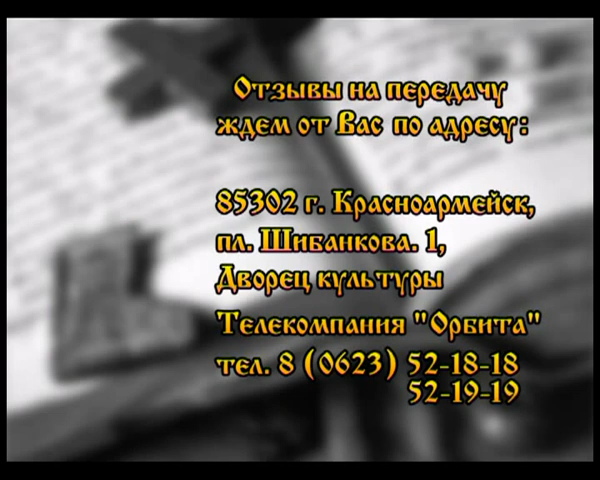 Отзывы на передачу
ждем от Вас по адресу:
85302 г. Красноармейск,
пл. Шибанкова. 1,
Дворец культуры
Телекомпания "Орбита"
тел. 8 (0623) 52-18-18
52-19-19